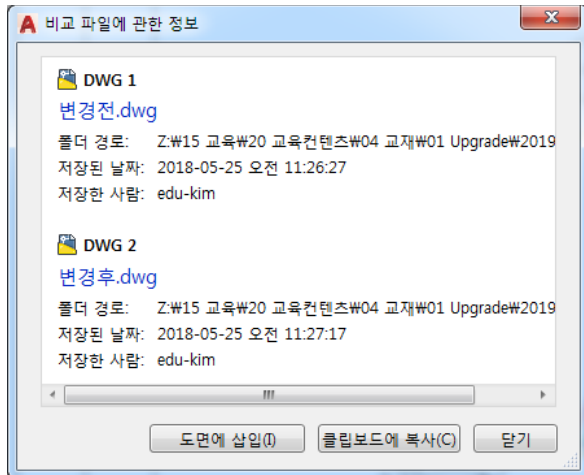 비교 파일에 관한 정보
DWG 1
변경전.dwg
폴더 경로: Z:₩15 교육₩20 교육컨텐츠₩04 교재₩01 Upgrade₩2019
저장된 날짜: 2018-05-25 오전 11:26:27
저장한 사람: edu-kim
DWG 2
변경후.dwg
폴더 경로: Z:₩15 교육₩20 교육컨텐츠₩04 교재₩01 Upgrade₩2019
저장된 날짜: 2018-05-25 오전 11:27:17
저장한 사람: edu-kim
도면에 삽입(I) 클립보드에 복사(C) 닫기